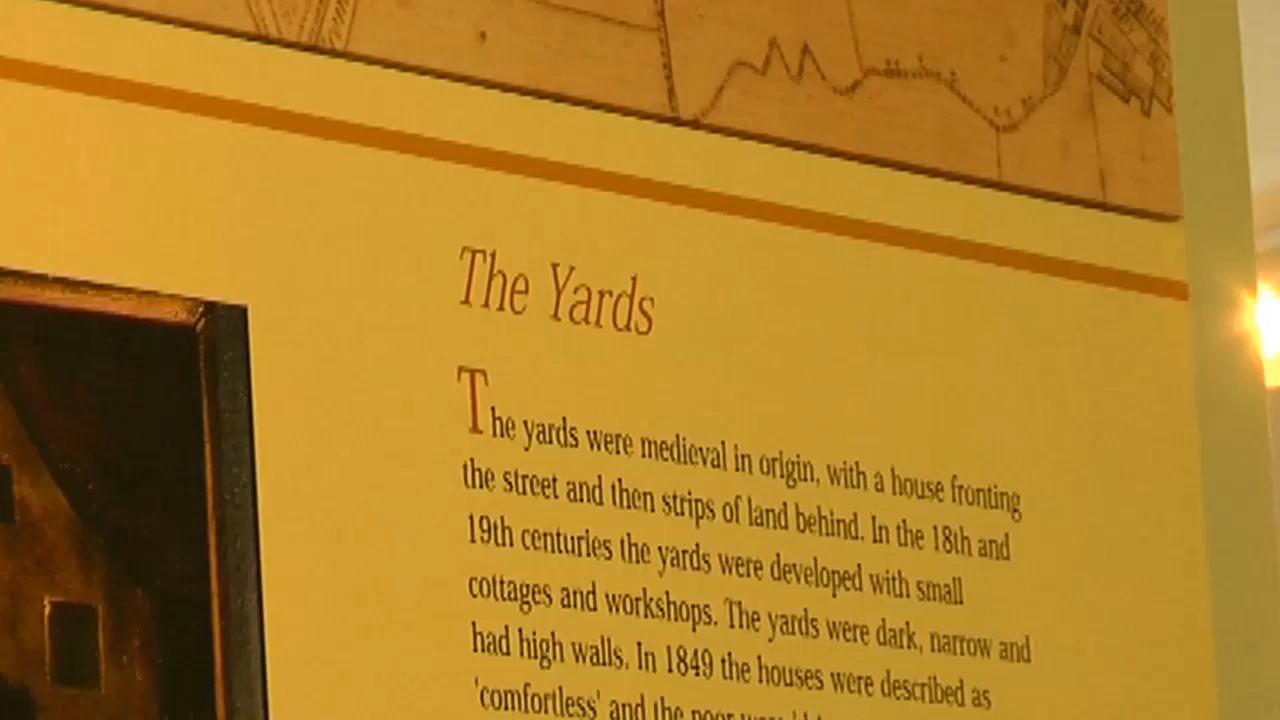 The Yards
The yards were medieval in origin, with a house fronting
the street and then strips of land behind. In the 18th and
19th centuries the yards were developed with small
cottages and workshops. The yards were dark, narrow and
had high walls. In 1849 the houses were described as
'comfortless' and the poor